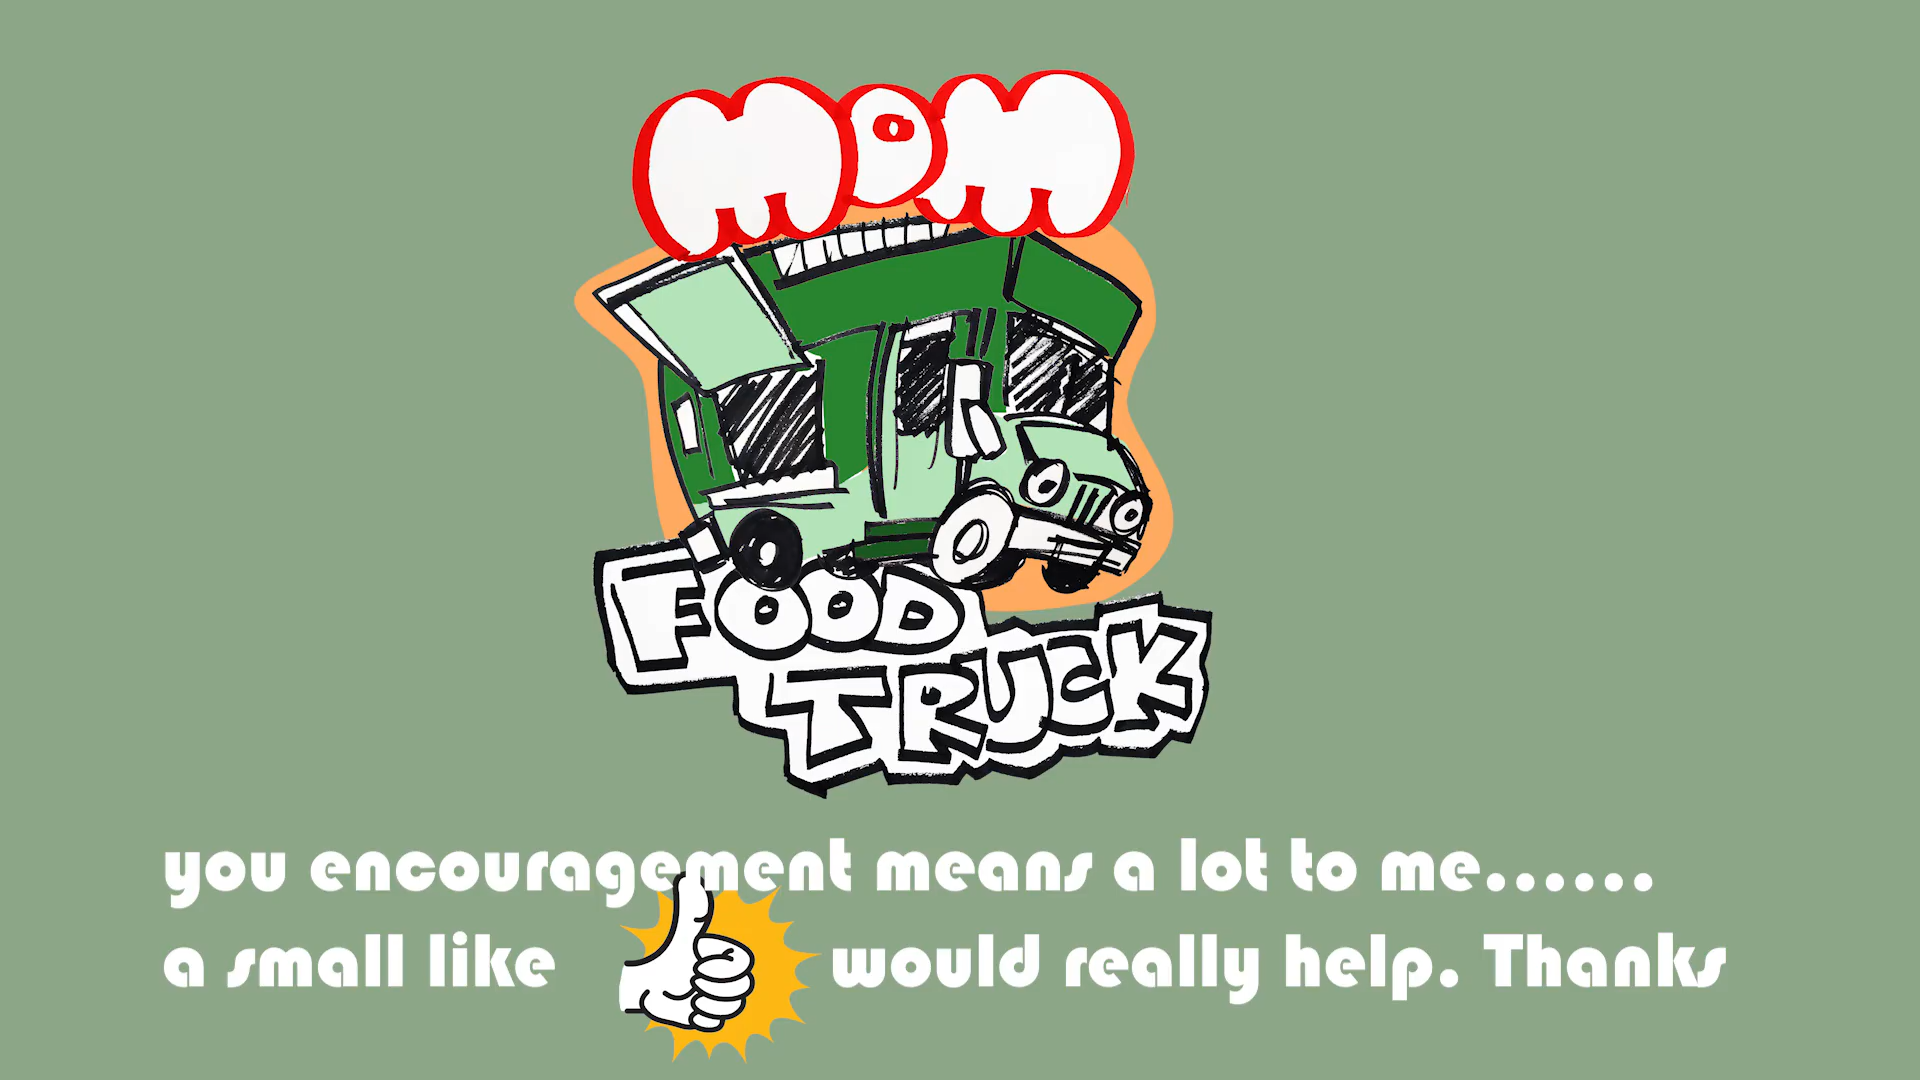 MOM
FOOD
TRUCK
you encouragement means a lot to me......
a small like would really help. Thanks